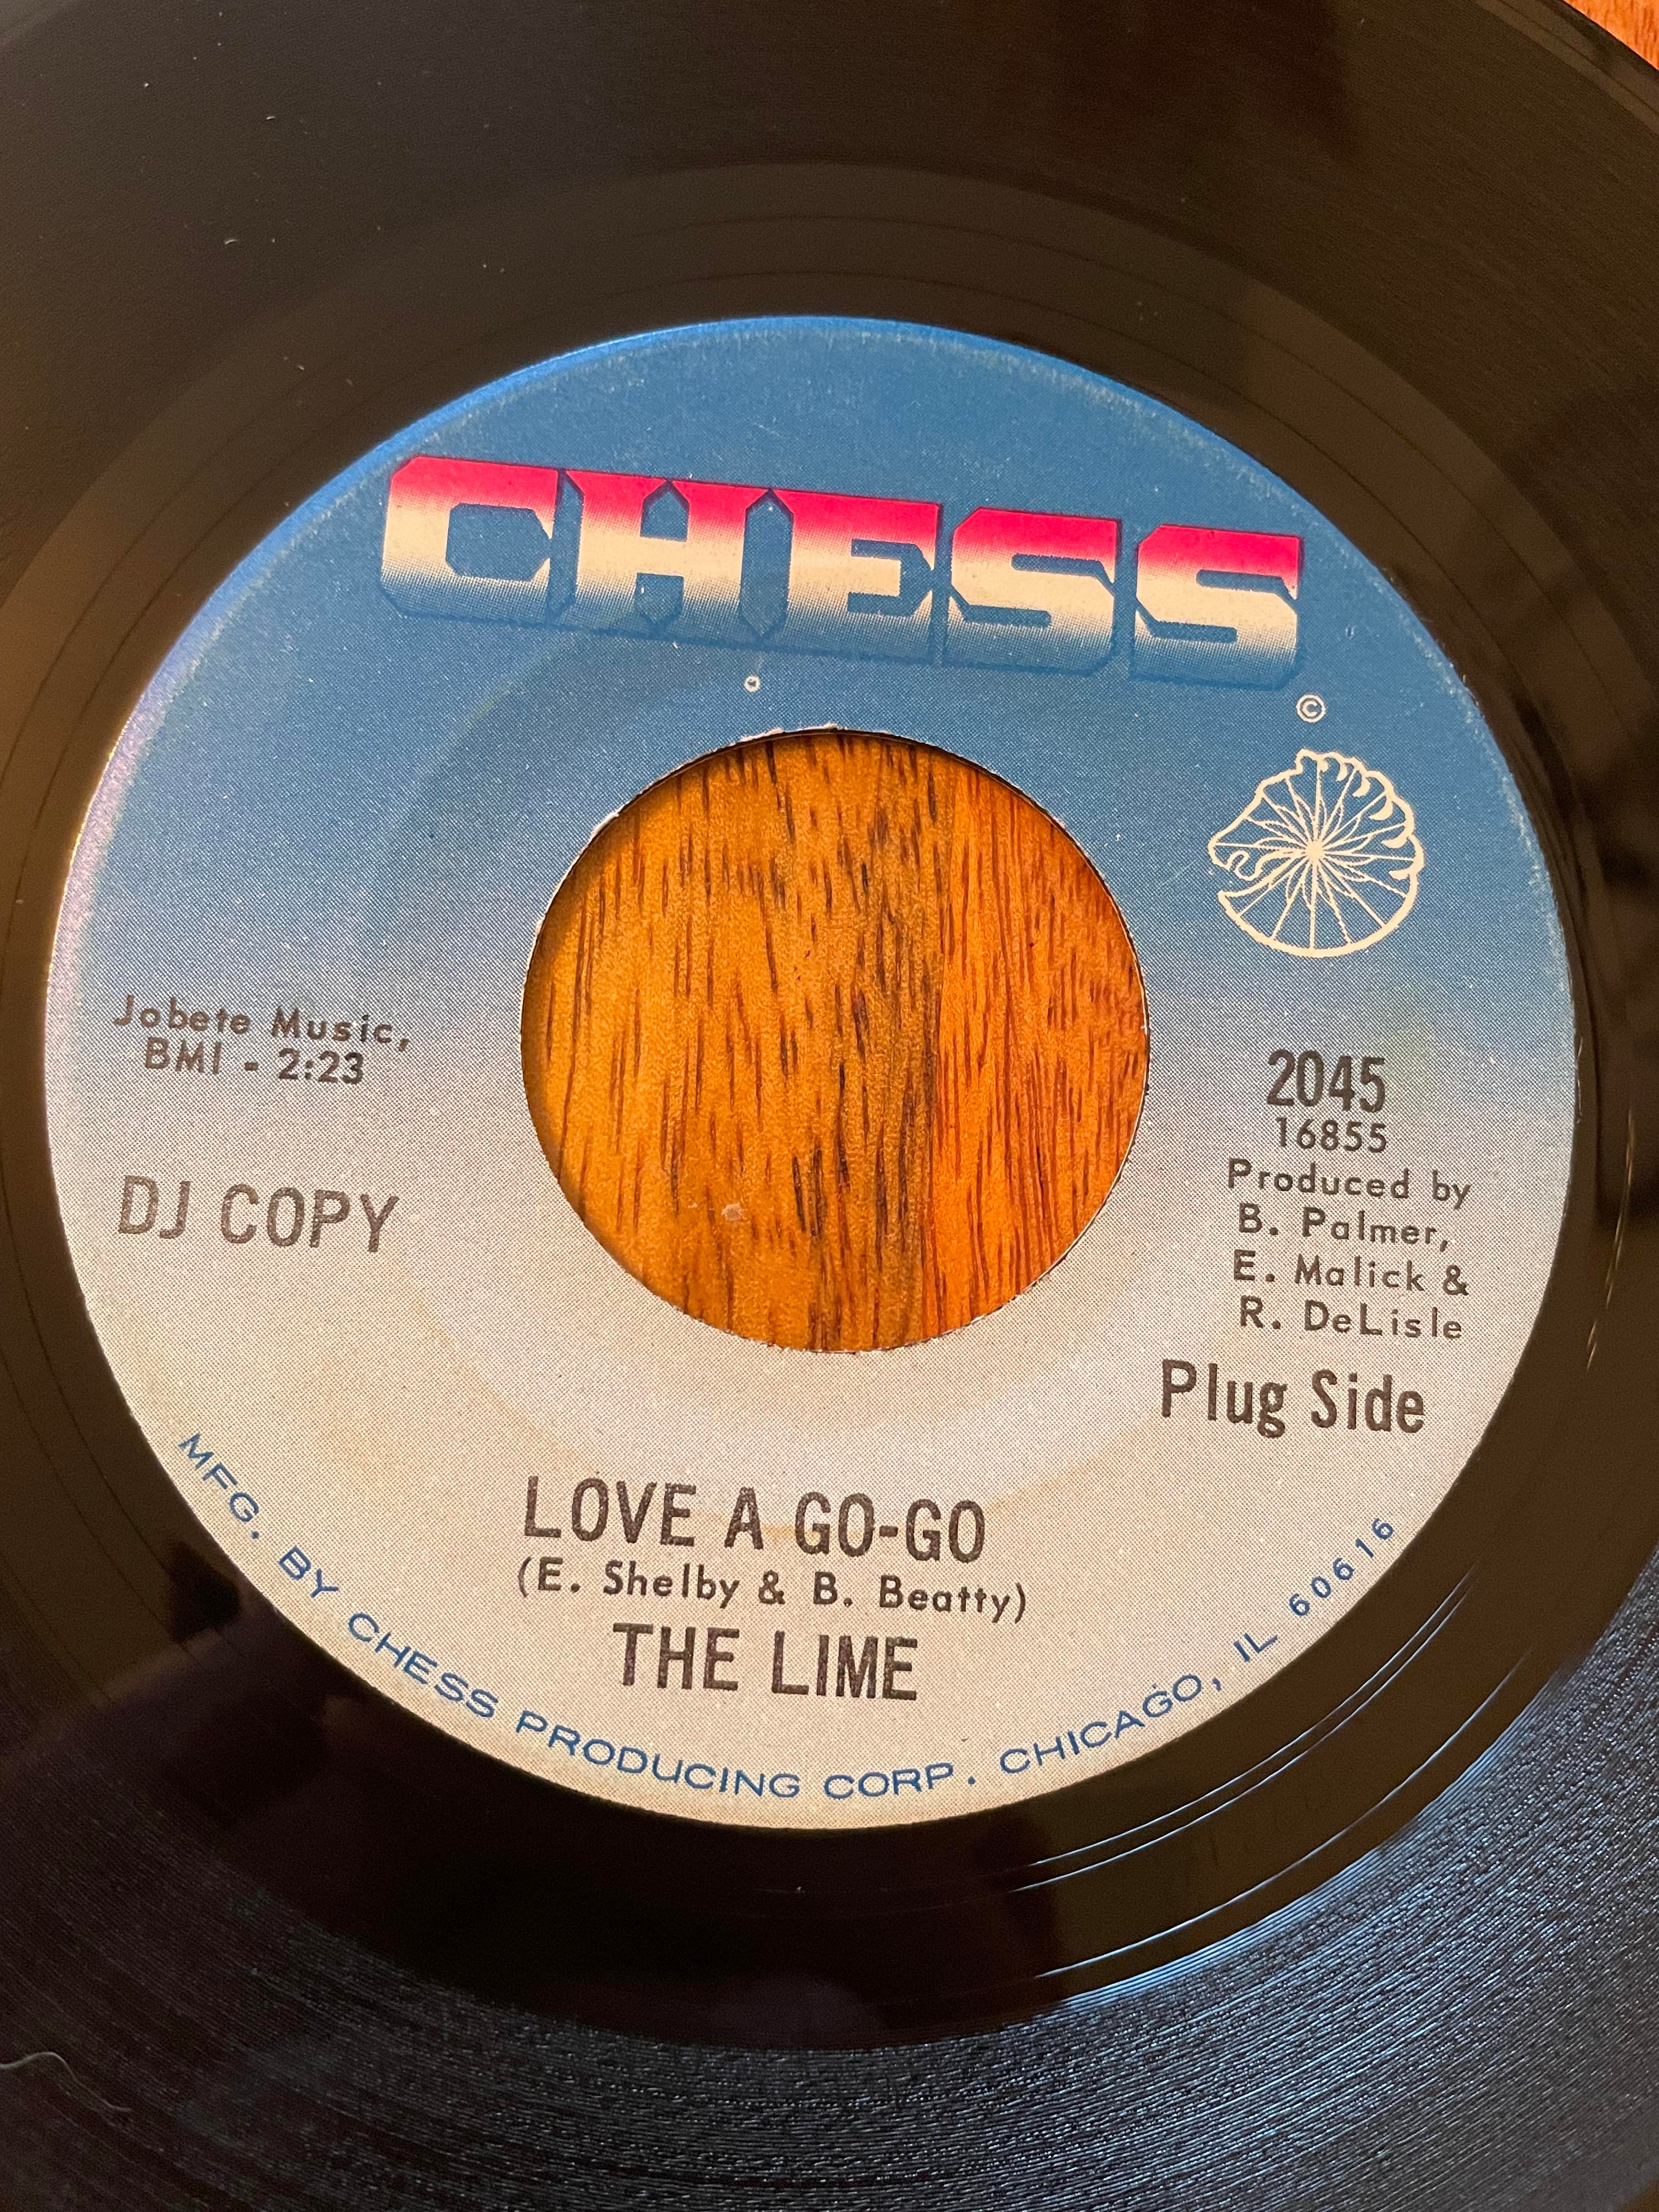 CHESS
©
Jobete Music,
BMI - 2:23
DJ COPY
2045
16855
Produced by
B. Palmer,
E. Malick &
R. DeLisle
Plug Side
LOVE A GO-GO
(E. Shelby & B. Beatty)
THE LIME
MFG. BY CHESS PRODUCING CORP. CHICAGO, IL 60616